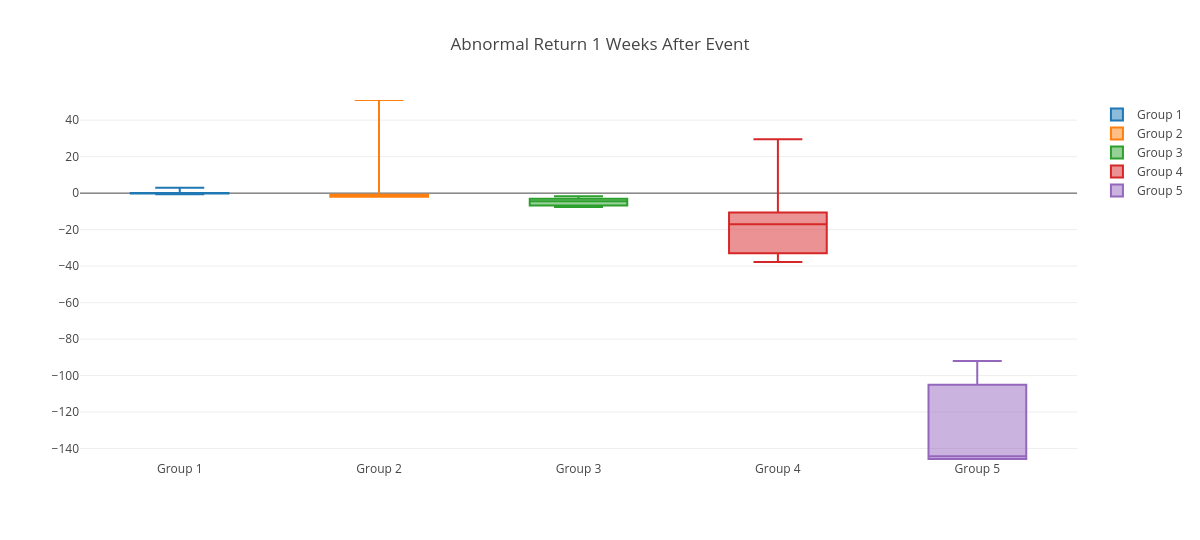 Abnormal Return 1 Weeks After Event
40
20
0
−20
−40
−60
−80
−100
−120
−140
Group 1
Group 2
Group 3
Group 4
Group 5
Group 1
Group 2
Group 3
Group 4
Group 5